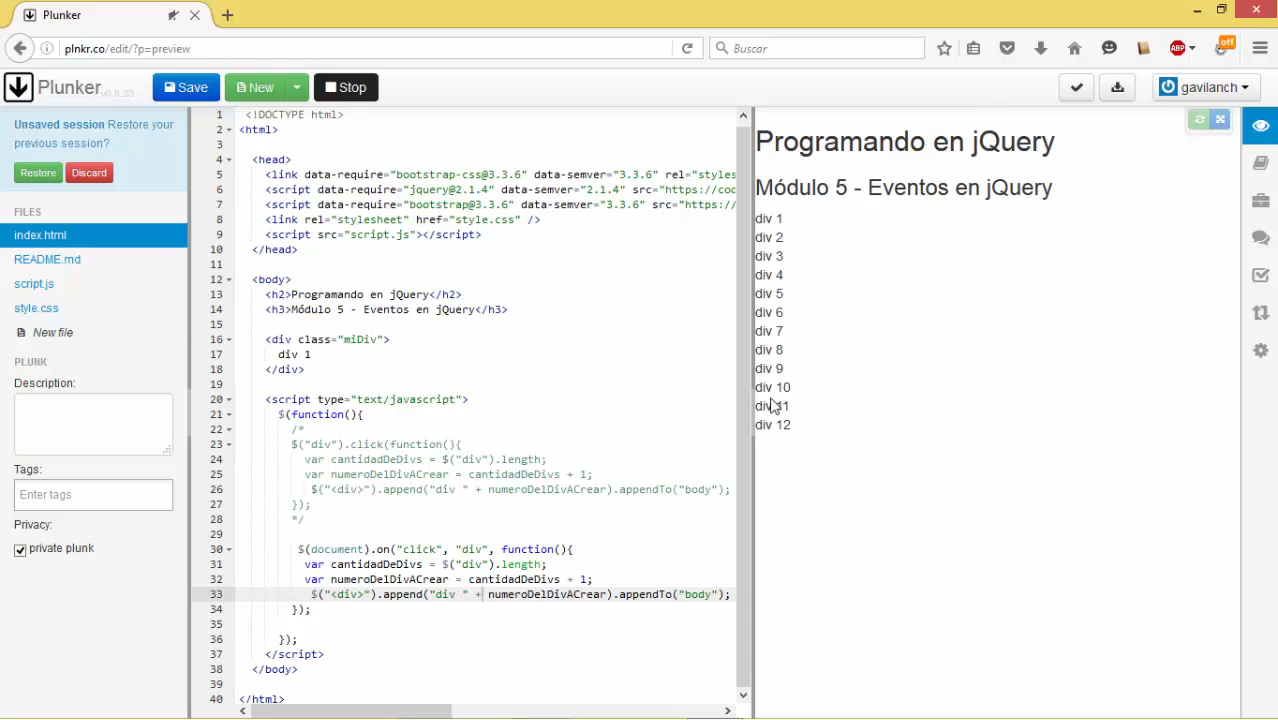 Plunker
plnkr.co/edit/?p=preview
Buscar
ABP
off
Plunker v0.8.23
Save
New
Stop
gavilanch
Unsaved session Restore your
previous session?
Restore
Discard
FILES
index.html
README.md
script.js
style.css
New file
PLUNK
Description:
Tags:
Enter tags
Privacy:
private plunk
1 <!DOCTYPE html>
2 <html>
3
4 <head>
5 <link data-require="bootstrap-css@3.3.6" data-semver="3.3.6" rel="styles
6 <script data-require="jquery@2.1.4" data-semver="2.1.4" src="https://cod
7 <script data-require="bootstrap@3.3.6" data-semver="3.3.6" src="https://
8 <link rel="stylesheet" href="style.css" />
9 <script src="script.js"></script>
10 </head>
11
12 <body>
13 <h2>Programando en jQuery</h2>
14 <h3>Módulo 5 - Eventos en jQuery</h3>
15
16 <div class="miDiv">
17 div 1
18 </div>
19
20 <script type="text/javascript">
21 $(function(){
22 /*
23 $("div").click(function(){
24 var cantidadDeDivs = $("div").length;
25 var numeroDelDivACrear = cantidadDeDivs + 1;
26 $("<div>").append("div " + numeroDelDivACrear).appendTo("body");
27 });
28 */
29
30 $(document).on("click", "div", function(){
31 var cantidadDeDivs = $("div").length;
32 var numeroDelDivACrear = cantidadDeDivs + 1;
33 $("<div>").append("div " + numeroDelDivACrear).appendTo("body");
34 });
35
36 });
37 </script>
38 </body>
39
40 </html>
Programando en jQuery
Módulo 5 - Eventos en jQuery
div 1
div 2
div 3
div 4
div 5
div 6
div 7
div 8
div 9
div 10
div 11
div 12